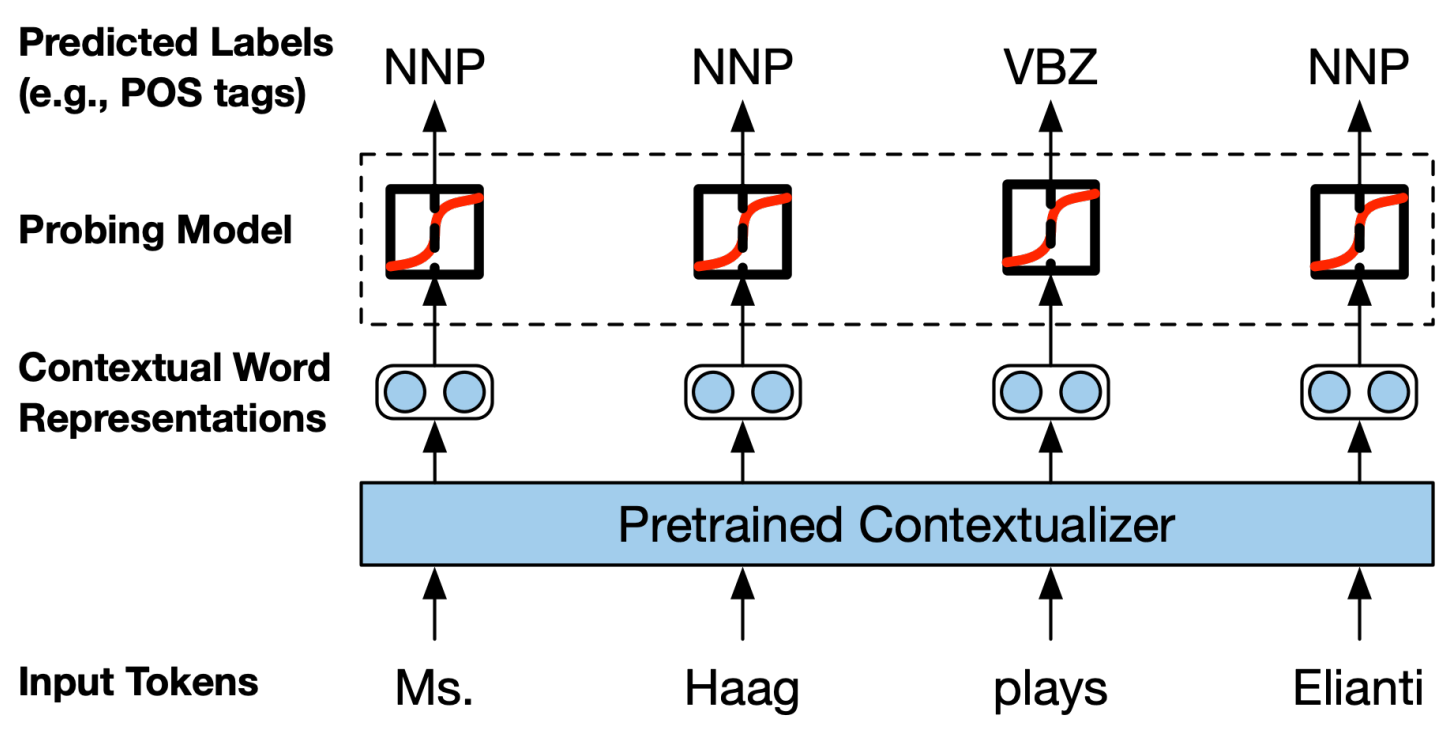 Predicted Labels
(e.g., POS tags)
NNP NNP VBZ NNP
Probing Model
Contextual Word
Representations
Pretrained Contextualizer
Input Tokens
Ms. Haag plays Elianti